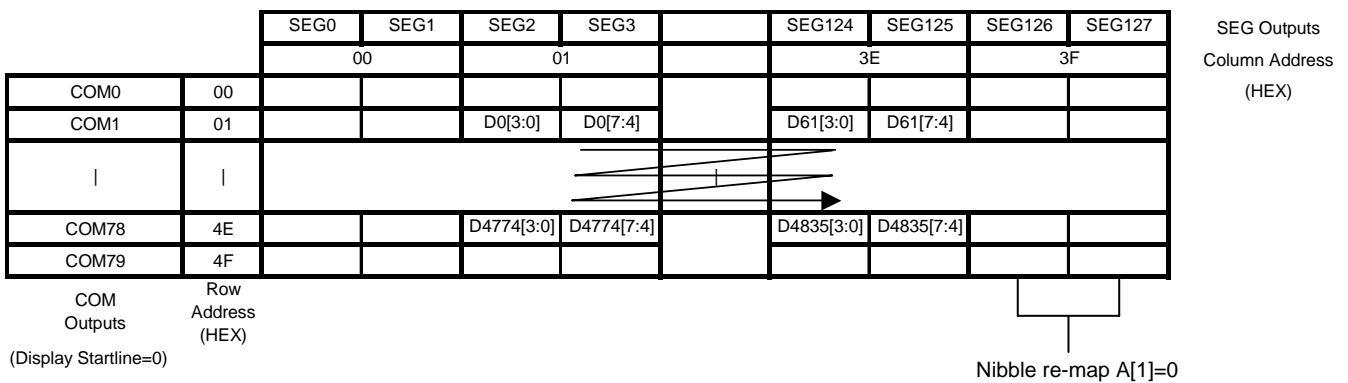 SEG0 SEG1 SEG2 SEG3 SEG124 SEG125 SEG126 SEG127 SEG Outputs
00 01 3E 3F Column Address
COM0 00 (HEX)
COM1 01 D0[3:0] D0[7:4] D61[3:0] D61[7:4]
| | |
COM78 4E D4774[3:0] D4774[7:4] D4835[3:0] D4835[7:4]
COM79 4F
COM
Outputs
(Display Startline=0)
Row
Address
(HEX)
Nibble re-map A[1]=0